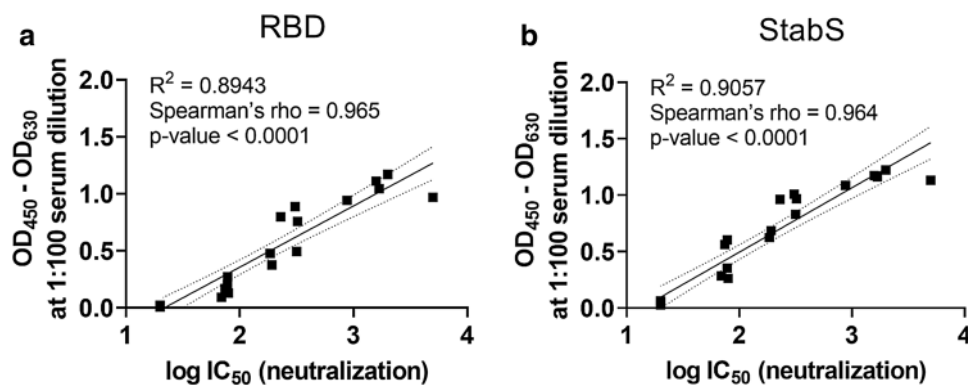 a
RBD
R² = 0.8943
Spearman's rho = 0.965
p-value < 0.0001
OD₄₅₀ - OD₆₃₀
at 1:100 serum dilution
2.0
1.5
1.0
0.5
0.0
1 2 3 4
log IC₅₀ (neutralization)
b
StabS
R² = 0.9057
Spearman's rho = 0.964
p-value < 0.0001
OD₄₅₀ - OD₆₃₀
at 1:100 serum dilution
2.0
1.5
1.0
0.5
0.0
1 2 3 4
log IC₅₀ (neutralization)